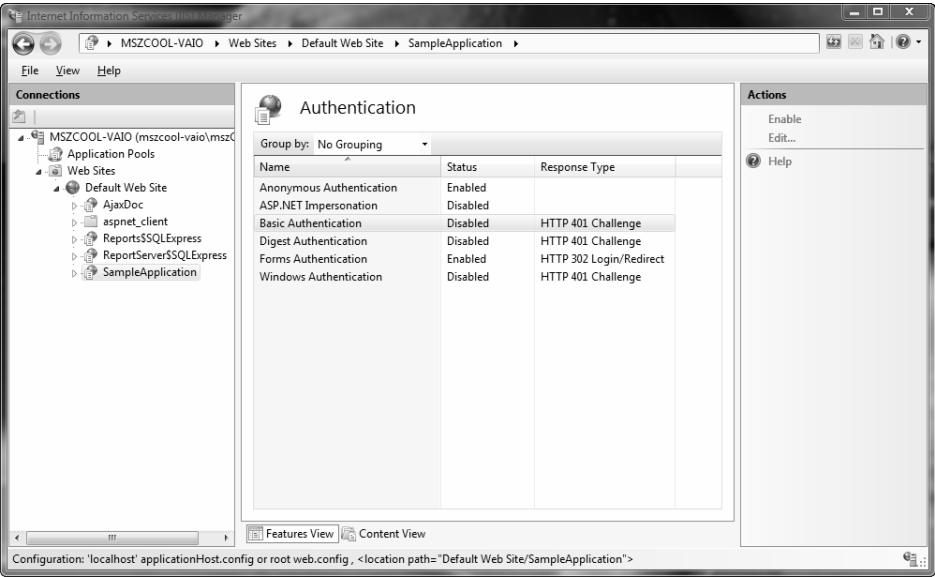 Internet Information Services (IIS) Manager
MSZCOOL-VAIO Web Sites Default Web Site SampleApplication
File View Help
Connections
MSZCOOL-VAIO (mszcool-vaio\mszc
Application Pools
Web Sites
Default Web Site
AjaxDoc
aspnet_client
Reports$SQLExpress
ReportServer$SQLExpress
SampleApplication
Authentication
Group by: No Grouping
Name Status Response Type
Anonymous Authentication Enabled
ASP.NET Impersonation Disabled
Basic Authentication Disabled HTTP 401 Challenge
Digest Authentication Disabled HTTP 401 Challenge
Forms Authentication Enabled HTTP 302 Login/Redirect
Windows Authentication Disabled HTTP 401 Challenge
Features View Content View
Actions
Enable
Edit...
Help
Configuration: 'localhost' applicationHost.config or root web.config , <location path="Default Web Site/SampleApplication">